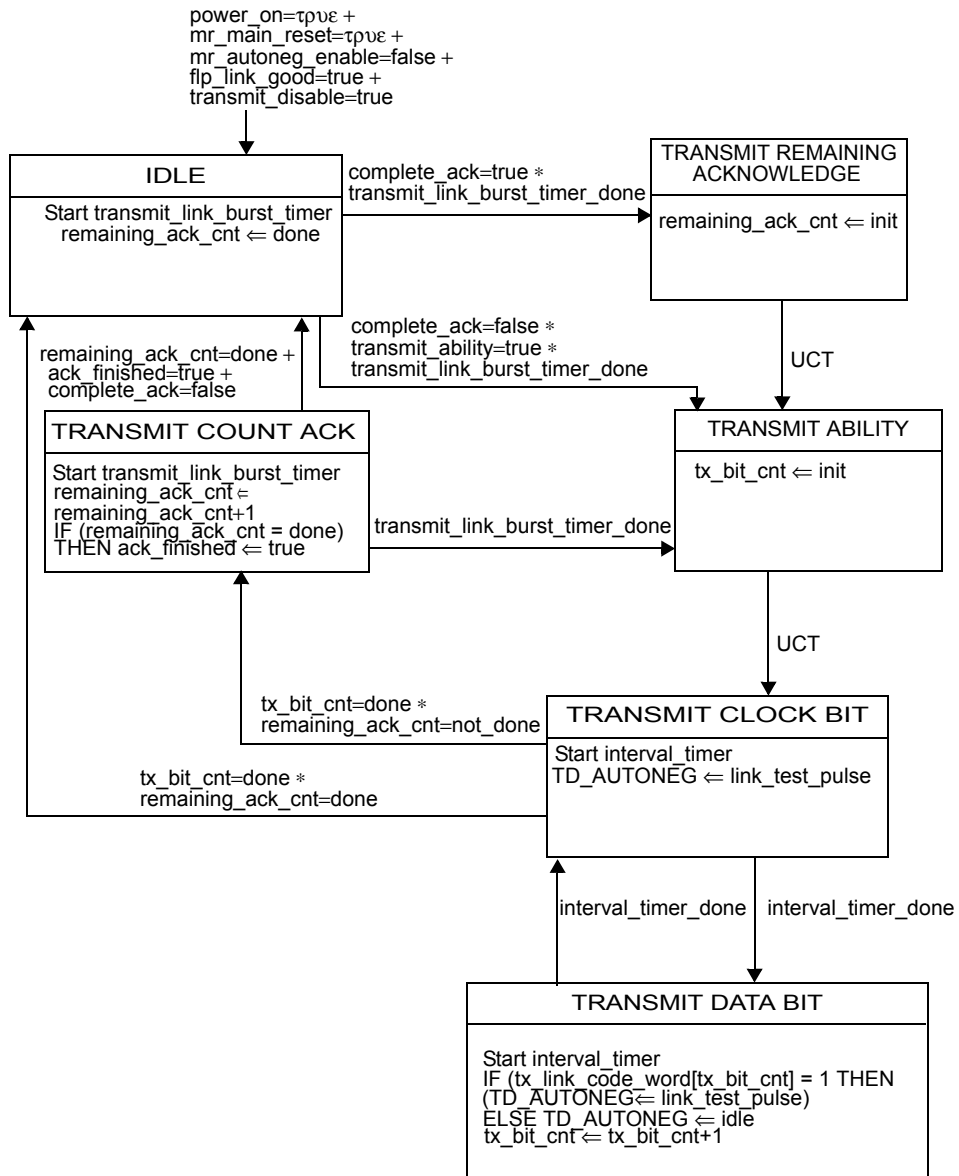 power_on=τρυε +
mr_main_reset=τρυε +
mr_autoneg_enable=false +
flp_link_good=true +
transmit_disable=true
IDLE
Start transmit_link_burst_timer
remaining_ack_cnt ⇐ done
complete_ack=true *
transmit_link_burst_timer_done
TRANSMIT REMAINING
ACKNOWLEDGE
remaining_ack_cnt ⇐ init
remaining_ack_cnt=done +
ack_finished=true +
complete_ack=false
complete_ack=false *
transmit_ability=true *
transmit_link_burst_timer_done
UCT
TRANSMIT COUNT ACK
Start transmit_link_burst_timer
remaining_ack_cnt ⇐
remaining_ack_cnt+1
IF (remaining_ack_cnt = done)
THEN ack_finished ⇐ true
transmit_link_burst_timer_done
TRANSMIT ABILITY
tx_bit_cnt ⇐ init
UCT
tx_bit_cnt=done *
remaining_ack_cnt=not_done
TRANSMIT CLOCK BIT
Start interval_timer
TD_AUTONEG ⇐ link_test_pulse
tx_bit_cnt=done *
remaining_ack_cnt=done
interval_timer_done
interval_timer_done
TRANSMIT DATA BIT
Start interval_timer
IF (tx_link_code_word[tx_bit_cnt] = 1 THEN
(TD_AUTONEG⇐ link_test_pulse)
ELSE TD_AUTONEG ⇐ idle
tx_bit_cnt ⇐ tx_bit_cnt+1